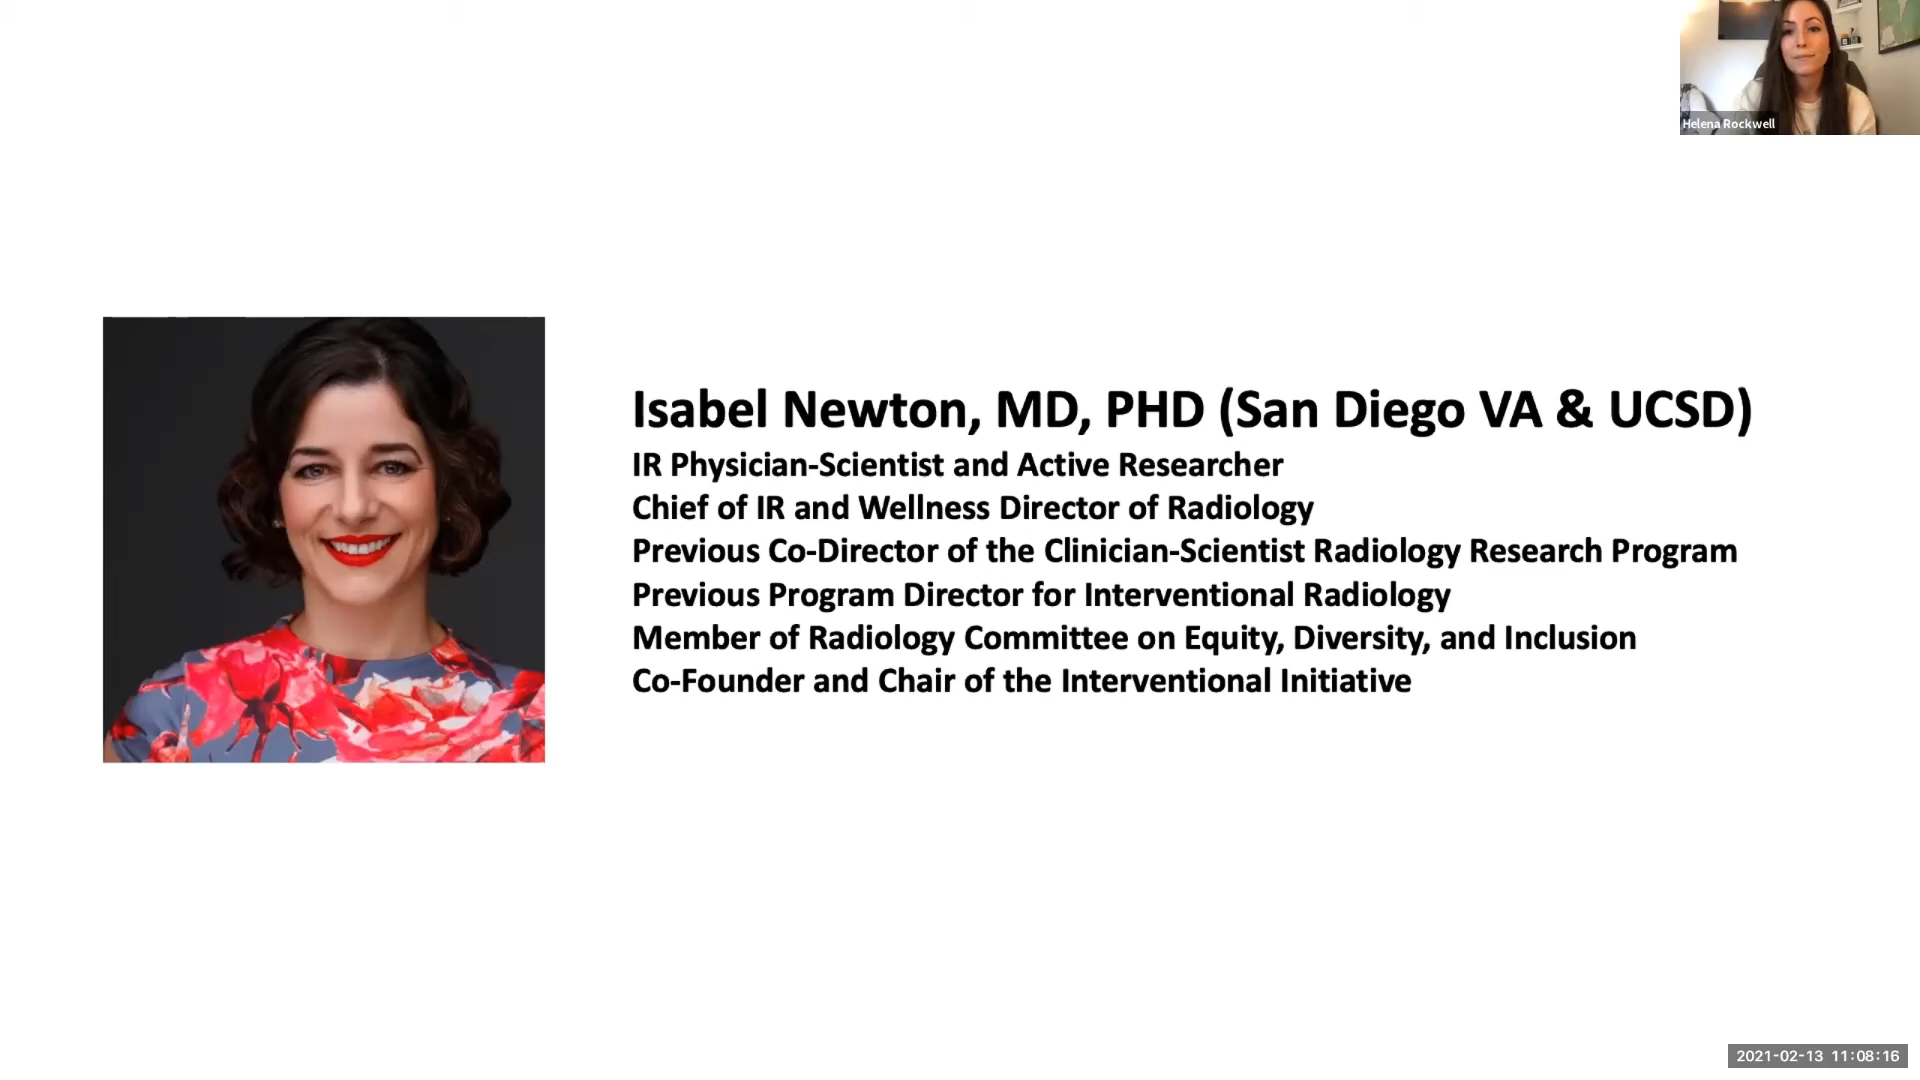 Helena Rockwell
Isabel Newton, MD, PHD (San Diego VA & UCSD)
IR Physician-Scientist and Active Researcher
Chief of IR and Wellness Director of Radiology
Previous Co-Director of the Clinician-Scientist Radiology Research Program
Previous Program Director for Interventional Radiology
Member of Radiology Committee on Equity, Diversity, and Inclusion
Co-Founder and Chair of the Interventional Initiative
2021-02-13 11:08:16